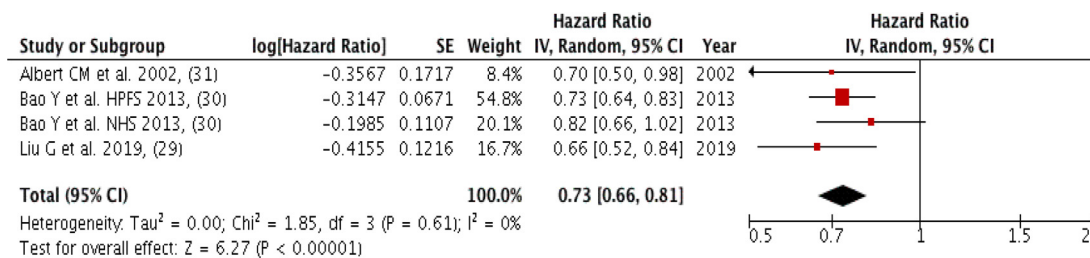 Hazard Ratio Hazard Ratio
Study or Subgroup log[Hazard Ratio] SE Weight IV, Random, 95% CI Year IV, Random, 95% CI
Albert CM et al. 2002, (31) −0.3567 0.1717 8.4% 0.70 [0.50, 0.98] 2002
Bao Y et al. HPFS 2013, (30) −0.3147 0.0671 54.8% 0.73 [0.64, 0.83] 2013
Bao Y et al. NHS 2013, (30) −0.1985 0.1107 20.1% 0.82 [0.66, 1.02] 2013
Liu G et al. 2019, (29) −0.4155 0.1216 16.7% 0.66 [0.52, 0.84] 2019
Total (95% CI) 100.0% 0.73 [0.66, 0.81]
Heterogeneity: Tau² = 0.00; Chi² = 1.85, df = 3 (P = 0.61); I² = 0%
Test for overall effect: Z = 6.27 (P < 0.00001)
0.5 0.7 1 1.5 2